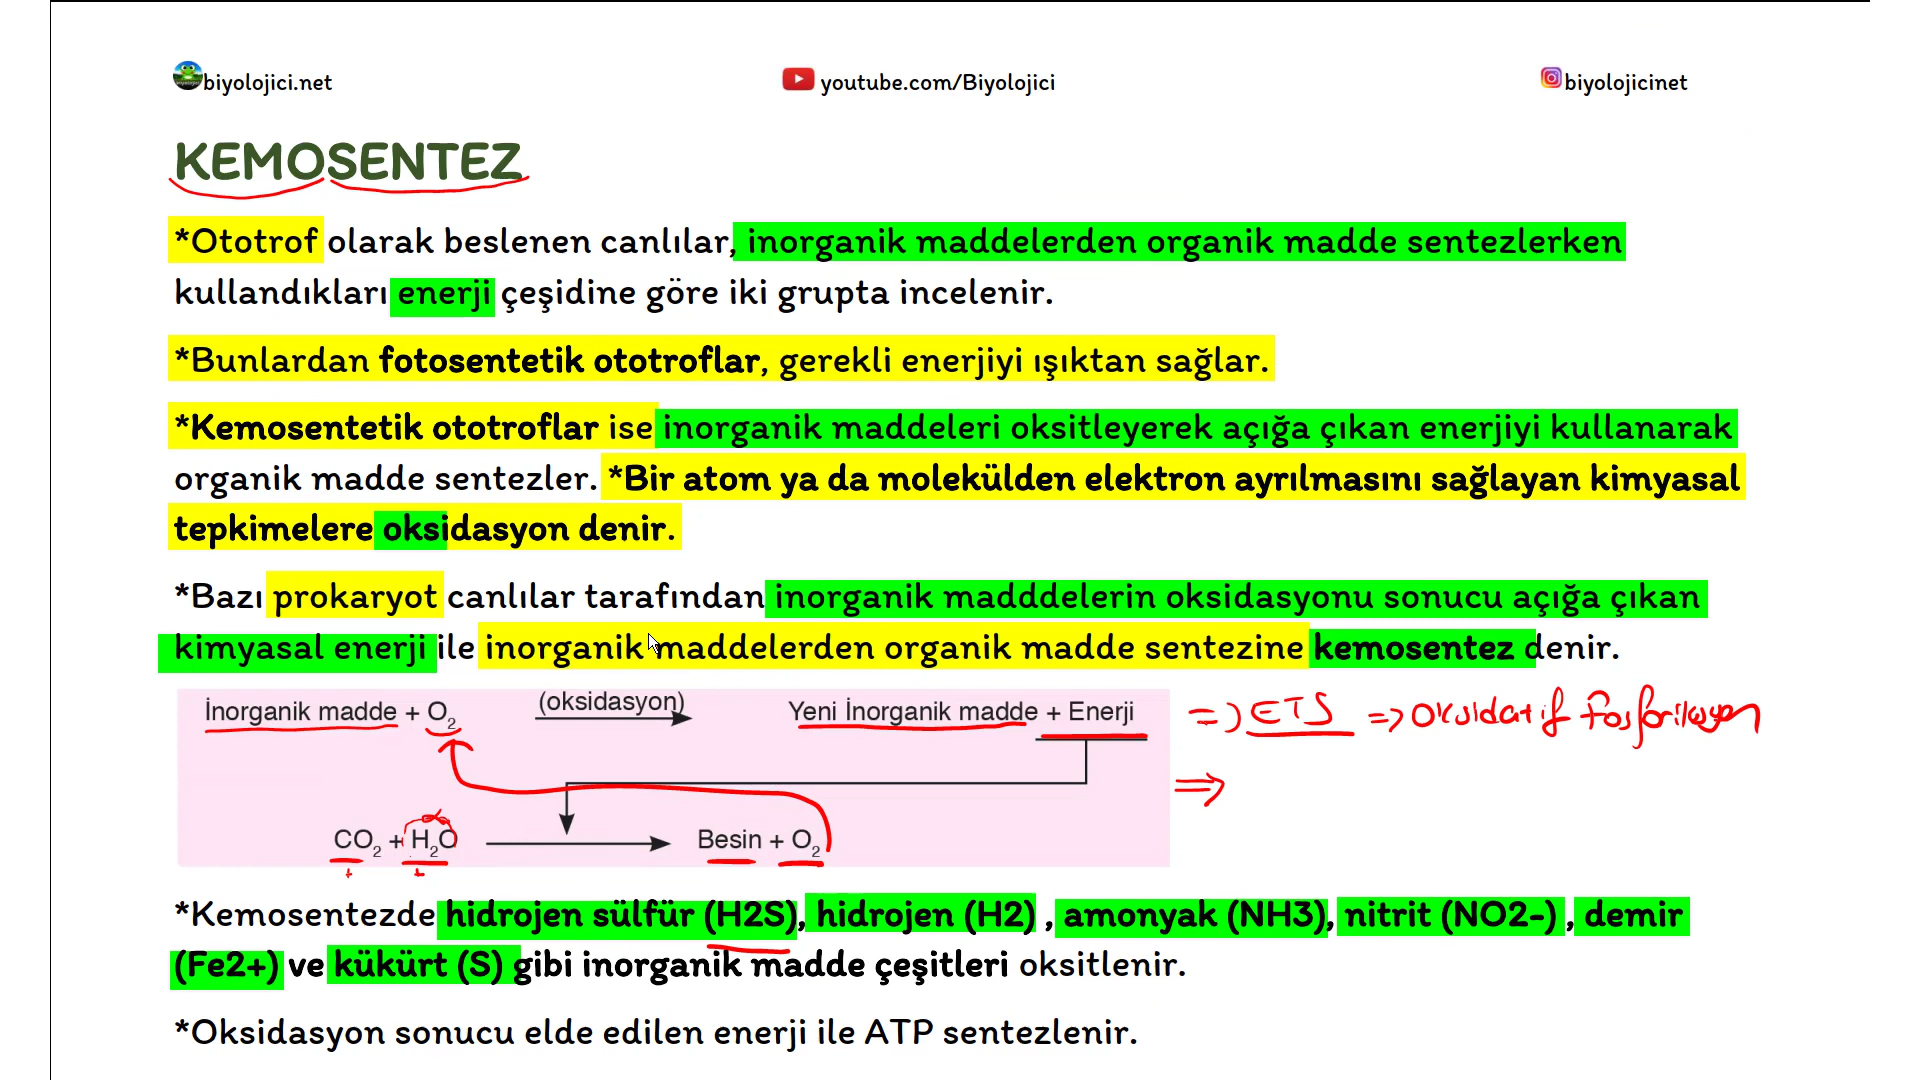 biyolojici.net
youtube.com/Biyolojici
biyolojicinet
KEMOSENTEZ
*Ototrof olarak beslenen canlılar, inorganik maddelerden organik madde sentezlerken
kullandıkları enerji çeşidine göre iki grupta incelenir.
*Bunlardan fotosentetik ototroflar, gerekli enerjiyi ışıktan sağlar.
*Kemosentetik ototroflar ise inorganik maddeleri oksitleyerek açığa çıkan enerjiyi kullanarak
organik madde sentezler. *Bir atom ya da molekülden elektron ayrılmasını sağlayan kimyasal
tepkimelere oksidasyon denir.
*Bazı prokaryot canlılar tarafından inorganik madddelerin oksidasyonu sonucu açığa çıkan
kimyasal enerji ile inorganik maddelerden organik madde sentezine kemosentez denir.
İnorganik madde + O2 (oksidasyon) Yeni İnorganik madde + Enerji => ETS => Oksidatif Fosforilasyon
=>
CO2 + H2O Besin + O2
*Kemosentezde hidrojen sülfür (H2S), hidrojen (H2) , amonyak (NH3), nitrit (NO2-) , demir
(Fe2+) ve kükürt (S) gibi inorganik madde çeşitleri oksitlenir.
*Oksidasyon sonucu elde edilen enerji ile ATP sentezlenir.